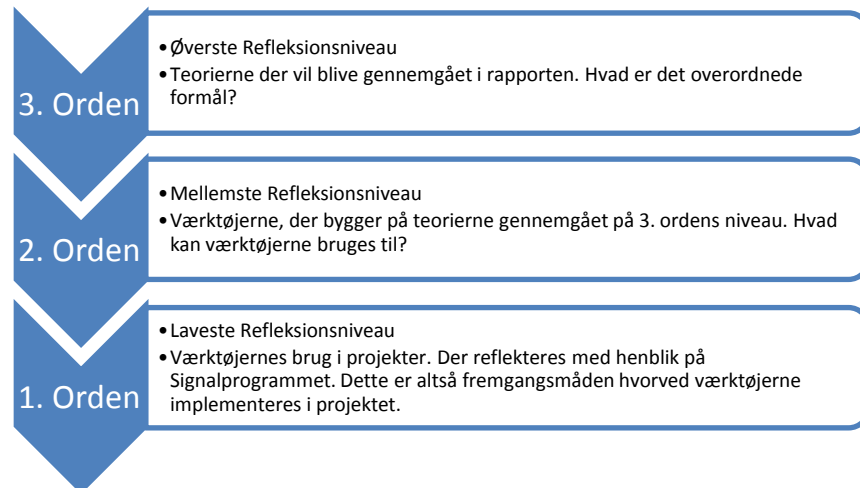 3. Orden
•Øverste Refleksionsniveau
•Teorierne der vil blive gennemgået i rapporten. Hvad er det overordnede
formål?
2. Orden
•Mellemste Refleksionsniveau
•Værktøjerne, der bygger på teorierne gennemgået på 3. ordens niveau. Hvad
kan værktøjerne bruges til?
1. Orden
•Laveste Refleksionsniveau
•Værktøjernes brug i projekter. Der reflekteres med henblik på
Signalprogrammet. Dette er altså fremgangsmåden hvorved værktøjerne
implementeres i projektet.